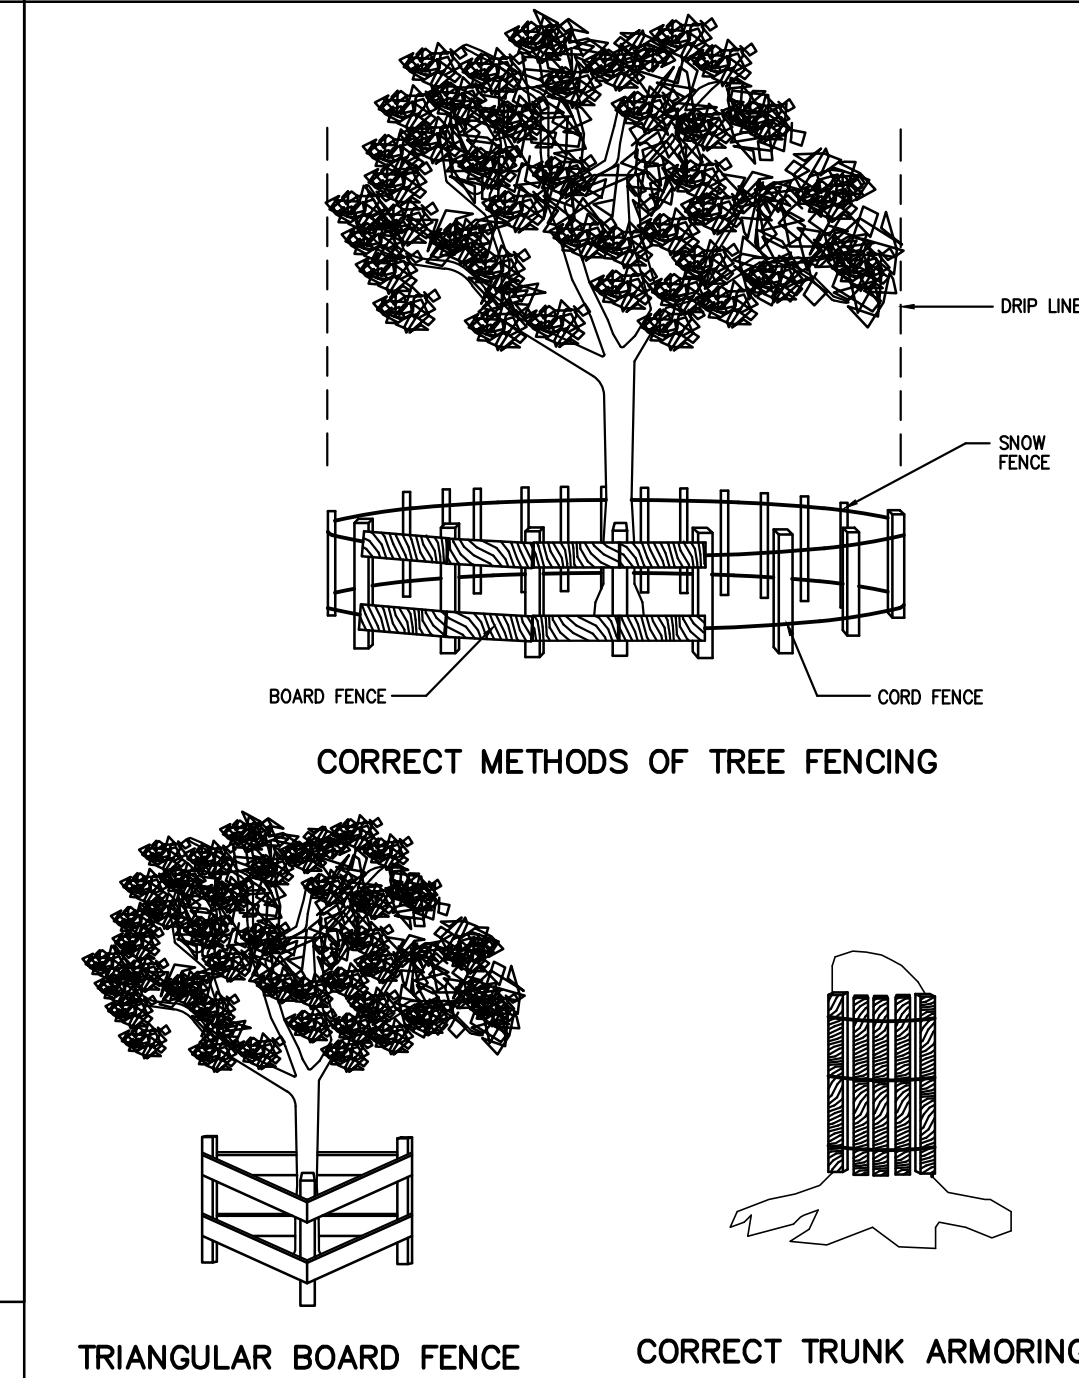 DRIP LINE
SNOW
FENCE
BOARD FENCE
CORD FENCE
CORRECT METHODS OF TREE FENCING
TRIANGULAR BOARD FENCE
CORRECT TRUNK ARMORING